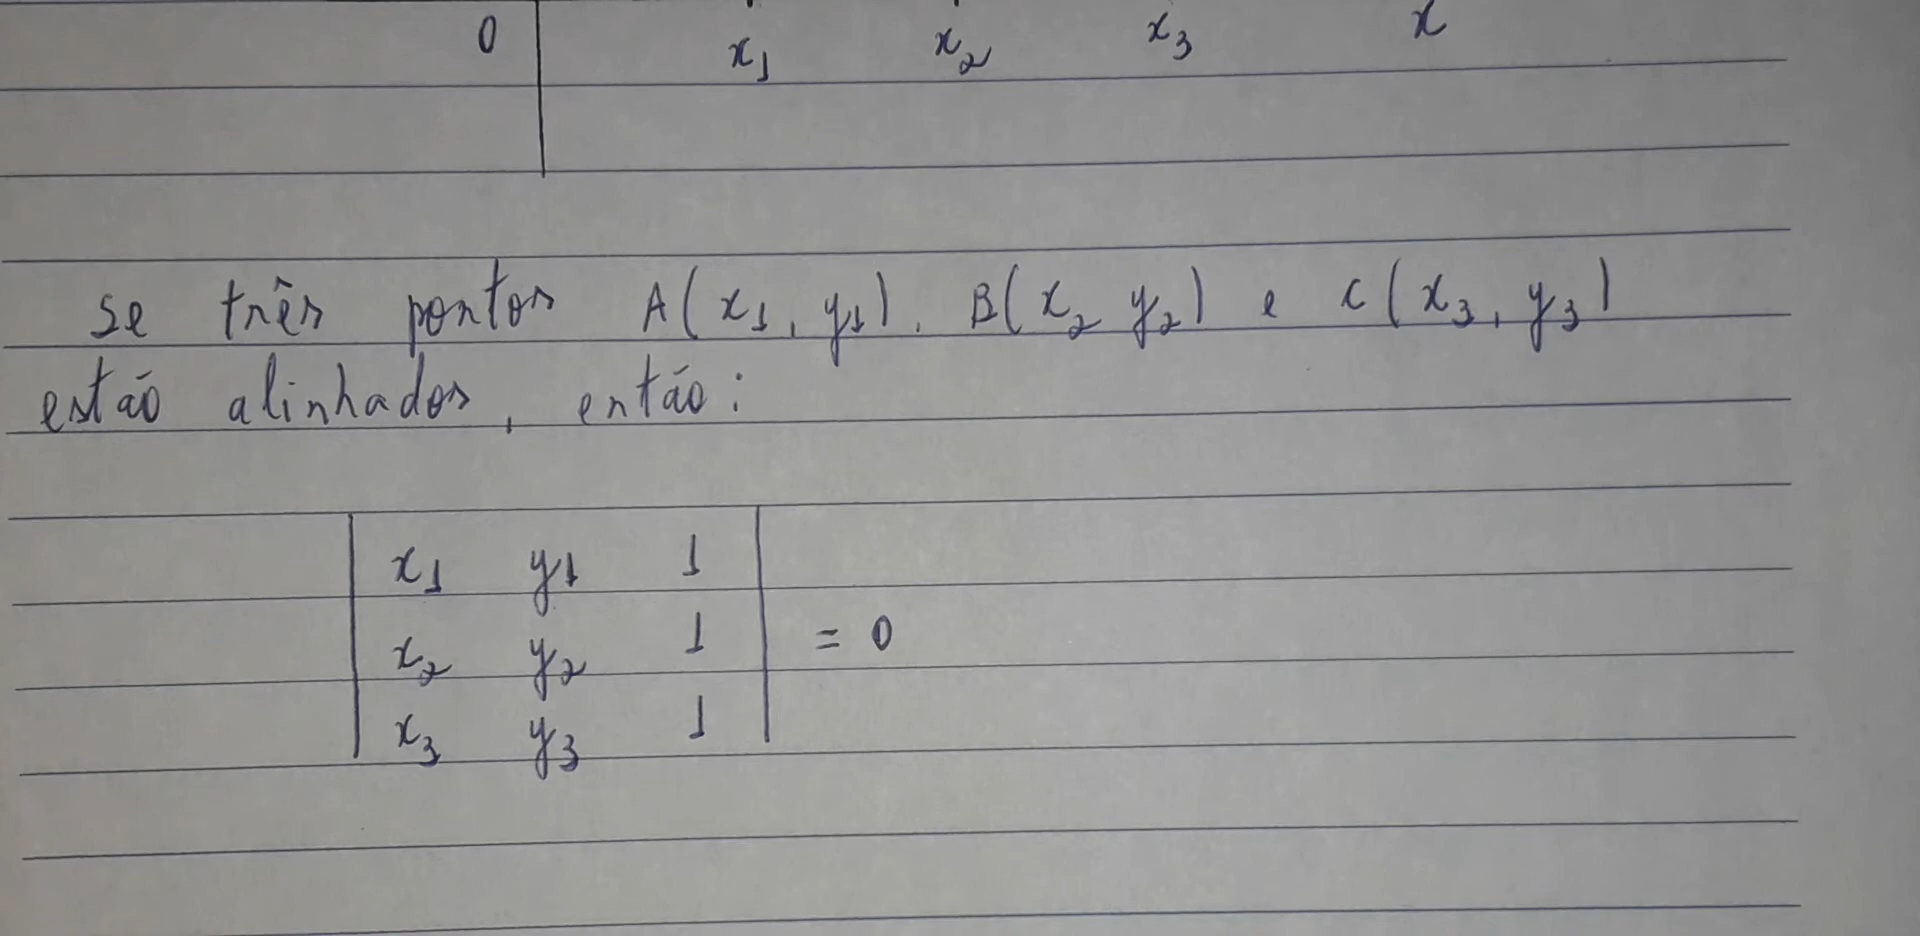 0 x₁ x₂ x₃ x
Se três pontos A(x₁, y₁), B(x₂ y₂) e C(x₃, y₃)
estão alinhados, então:
x₁ y₁ 1
x₂ y₂ 1 = 0
x₃ y₃ 1